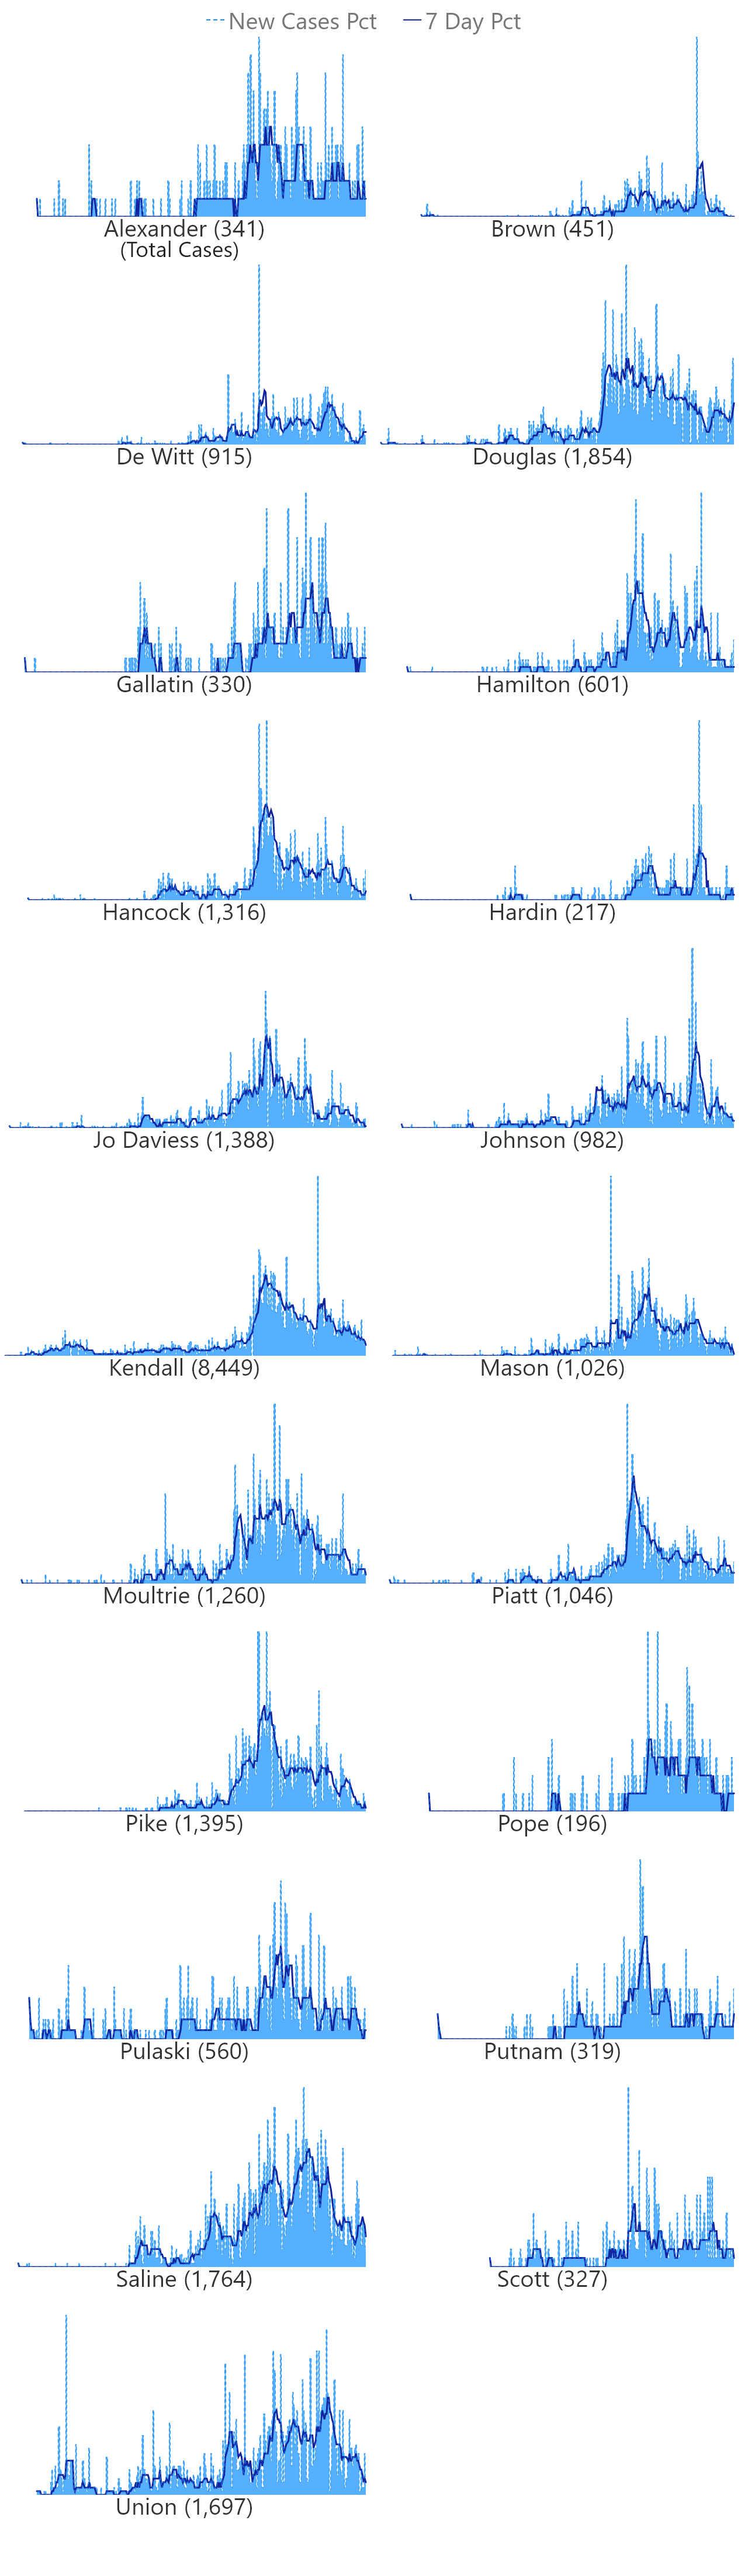 New Cases Pct 7 Day Pct
Alexander (341) Brown (451)
(Total Cases)
De Witt (915) Douglas (1,854)
Gallatin (330) Hamilton (601)
Hancock (1,316) Hardin (217)
Jo Daviess (1,388) Johnson (982)
Kendall (8,449) Mason (1,026)
Moultrie (1,260) Piatt (1,046)
Pike (1,395) Pope (196)
Pulaski (560) Putnam (319)
Saline (1,764) Scott (327)
Union (1,697)